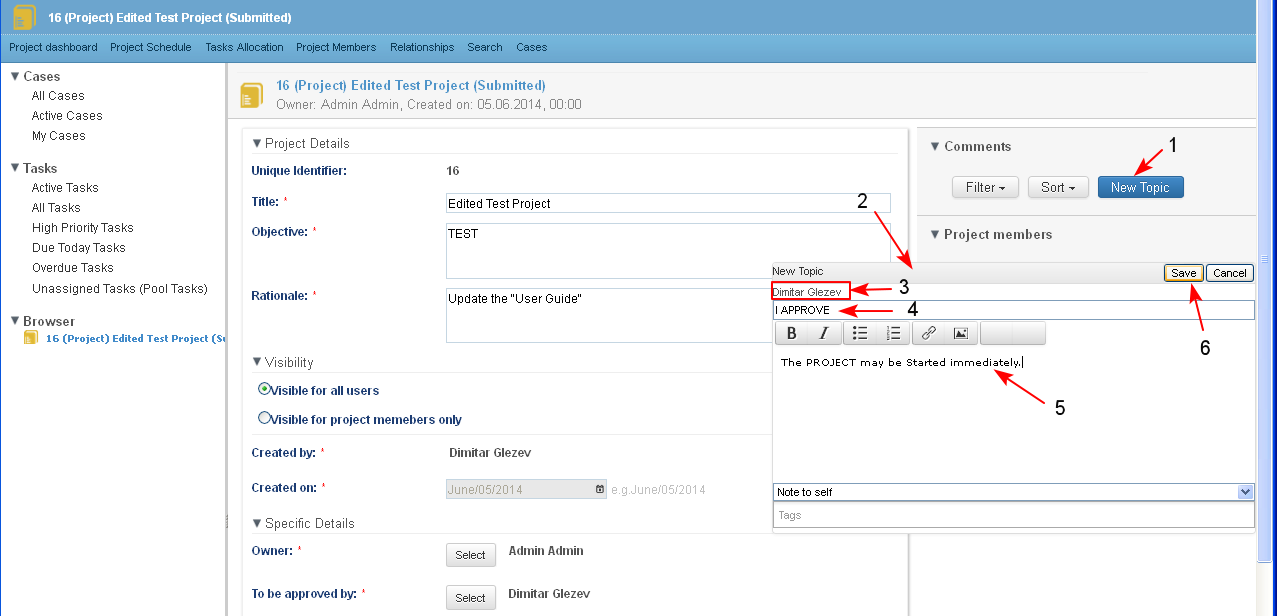 16 (Project) Edited Test Project (Submitted)
Project dashboard Project Schedule Tasks Allocation Project Members Relationships Search Cases
Cases
All Cases
Active Cases
My Cases
Tasks
Active Tasks
All Tasks
High Priority Tasks
Due Today Tasks
Overdue Tasks
Unassigned Tasks (Pool Tasks)
Browser
16 (Project) Edited Test Project (Su
16 (Project) Edited Test Project (Submitted)
Owner: Admin Admin, Created on: 05.06.2014, 00:00
Project Details
Unique Identifier: 16
Title: * Edited Test Project
Objective: * TEST
Rationale: * Update the "User Guide"
Visibility
Visible for all users
Visible for project memebers only
Created by: * Dimitar Glezev
Created on: * June/05/2014 e.g.June/05/2014
Specific Details
Owner: * Select Admin Admin
To be approved by: * Select Dimitar Glezev
Comments
1
Filter Sort New Topic
2
Project members
New Topic Save Cancel
Dimitar Glezev 3
I APPROVE 4
B I
6
The PROJECT may be Started immediately.
5
Note to self
Tags